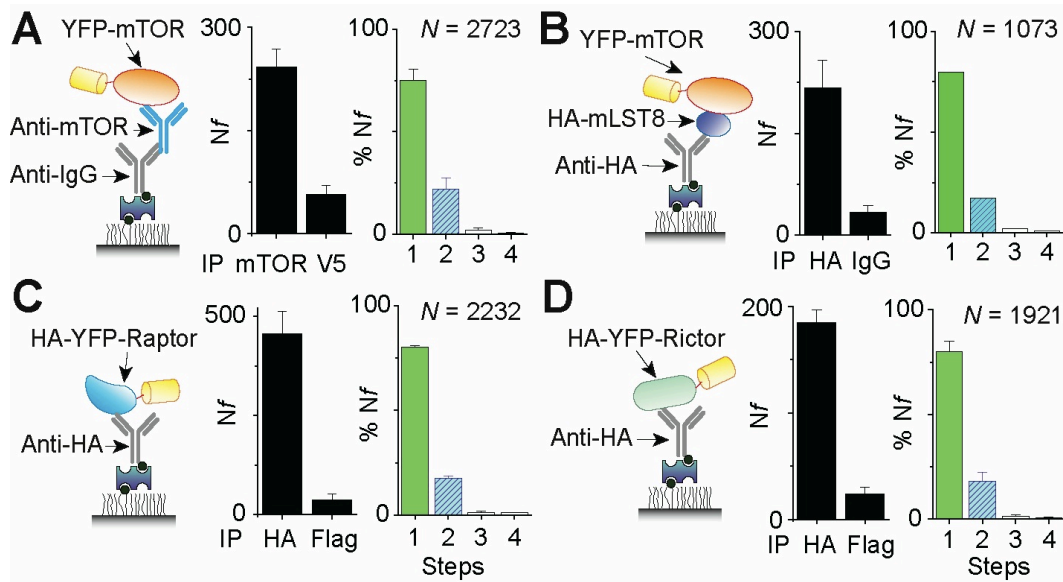 A
YFP-mTOR
Anti-mTOR
Anti-IgG
300
Nf
0
IP mTOR V5
100
% Nf
0
N = 2723
1 2 3 4
B
YFP-mTOR
HA-mLST8
Anti-HA
300
Nf
0
IP HA IgG
100
% Nf
0
N = 1073
1 2 3 4
C
HA-YFP-Raptor
Anti-HA
500
Nf
0
IP HA Flag
100
% Nf
0
N = 2232
1 2 3 4
Steps
D
HA-YFP-Rictor
Anti-HA
200
Nf
0
IP HA Flag
100
% Nf
0
N = 1921
1 2 3 4
Steps